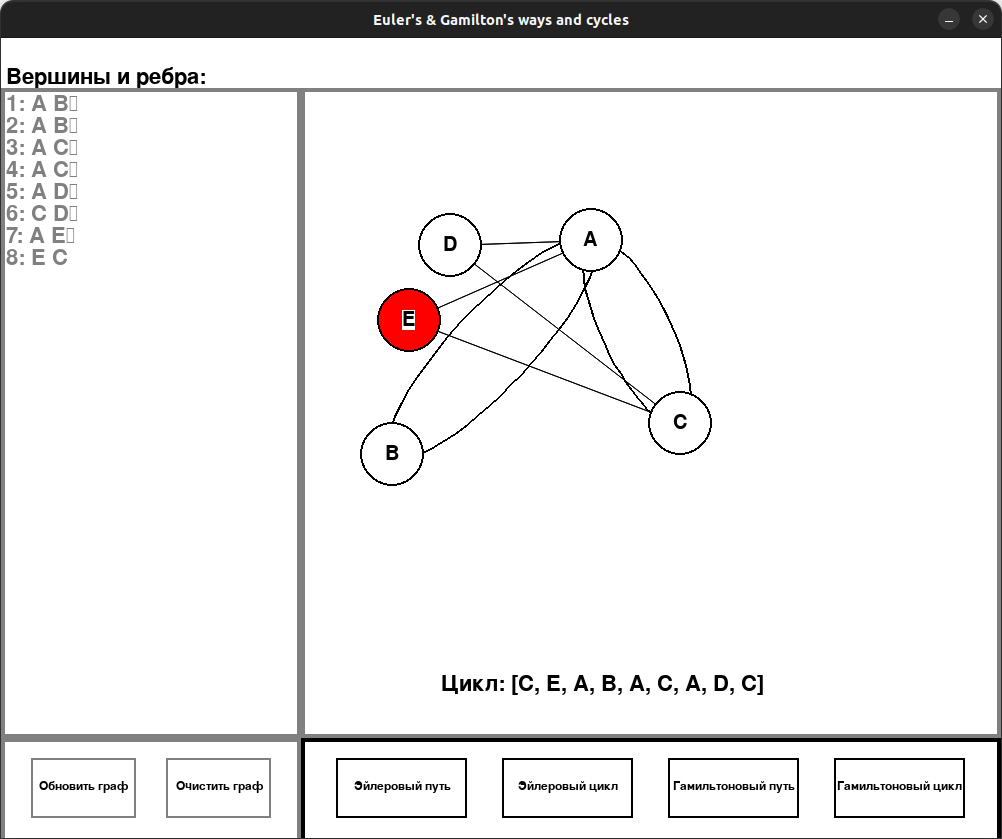 Euler's & Gamilton's ways and cycles
Вершины и ребра:
1: A B▯
2: A B▯
3: A C▯
4: A C▯
5: A D▯
6: C D▯
7: A E▯
8: E C
D
A
E
C
B
Цикл: [C, E, A, B, A, C, A, D, C]
Обновить граф
Очистить граф
Эйлеровый путь
Эйлеровый цикл
Гамильтоновый путь
Гамильтоновый цикл